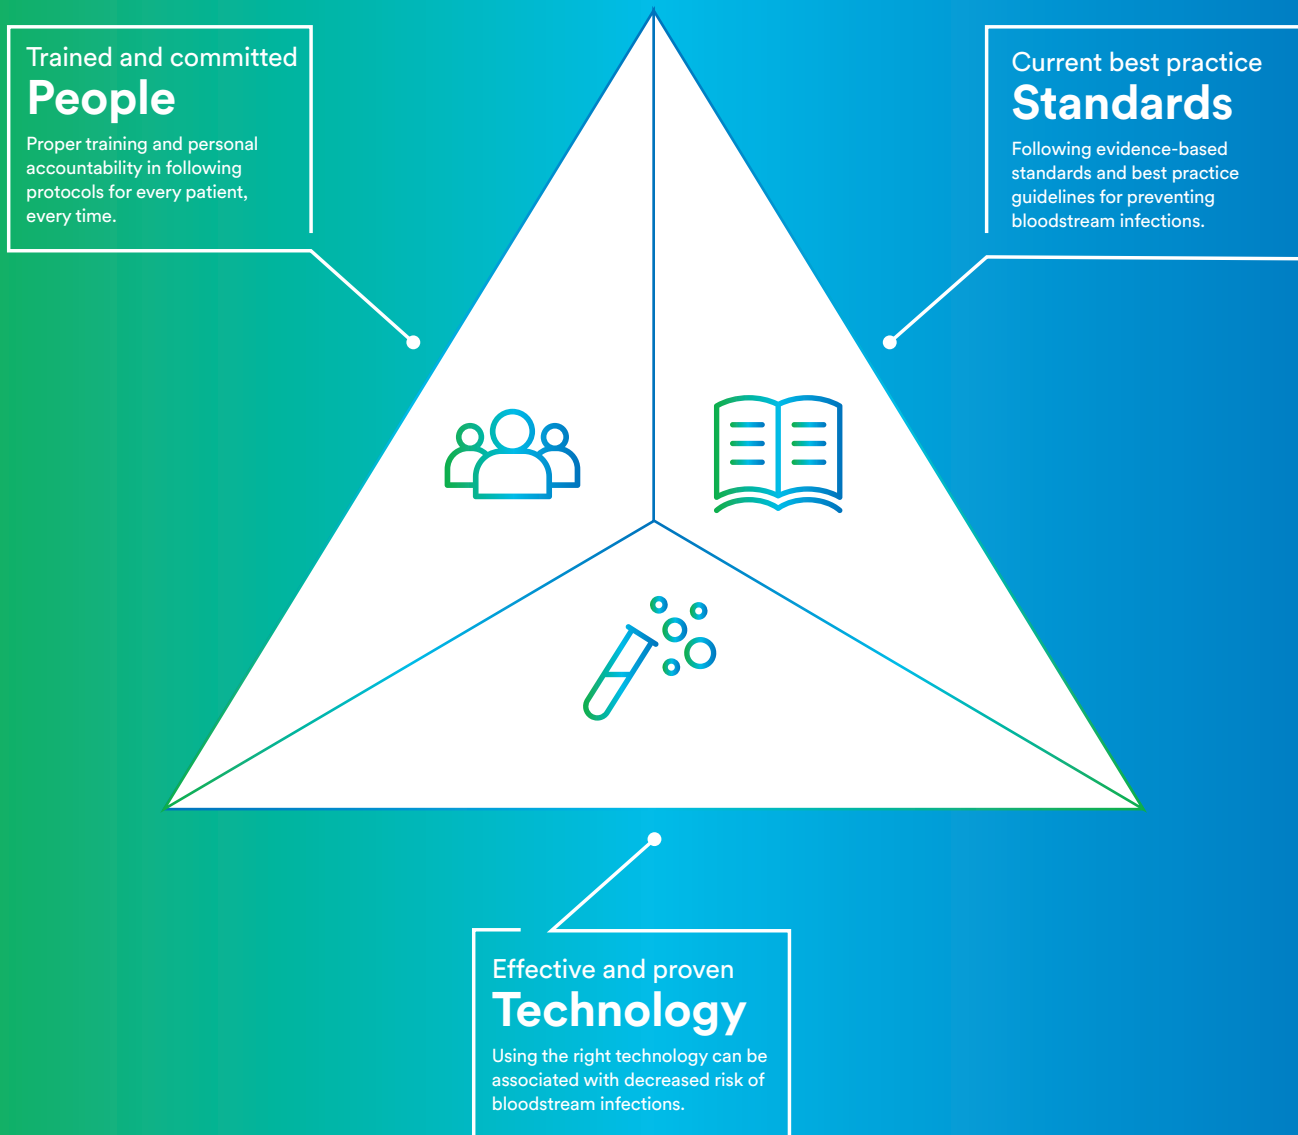 Trained and committed
People
Proper training and personal
accountability in following
protocols for every patient,
every time.
Current best practice
Standards
Following evidence-based
standards and best practice
guidelines for preventing
bloodstream infections.
Effective and proven
Technology
Using the right technology can be
associated with decreased risk of
bloodstream infections.